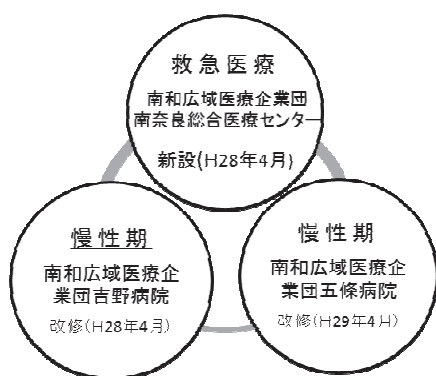 救急医療
南和広域医療企業団
南奈良総合医療センター
新設(H28年4月)
慢性期
南和広域医療企
業団吉野病院
改修(H28年4月)
慢性期
南和広域医療企
業団五條病院
改修(H29年4月)